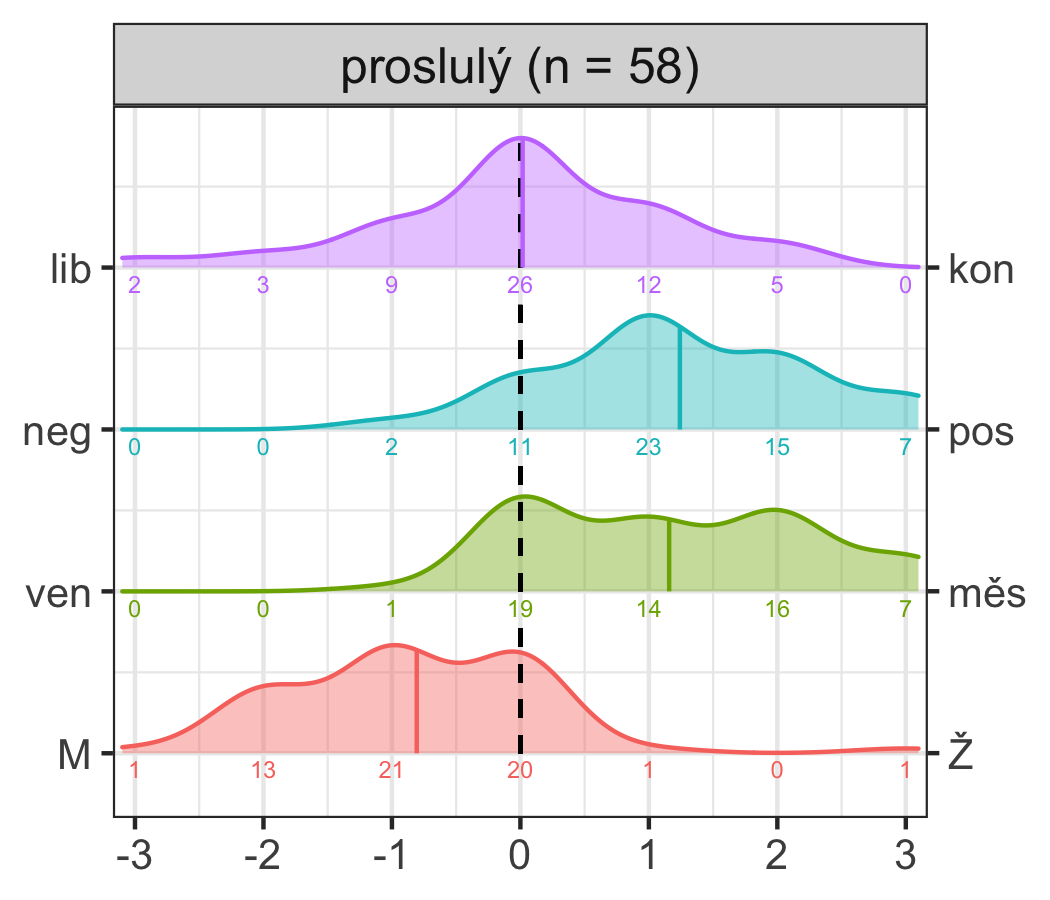 proslulý (n = 58)
lib kon
2 3 9 26 12 5 0
neg pos
0 0 2 11 23 15 7
ven měs
0 0 1 19 14 16 7
M Ž
1 13 21 20 1 0 1
-3 -2 -1 0 1 2 3